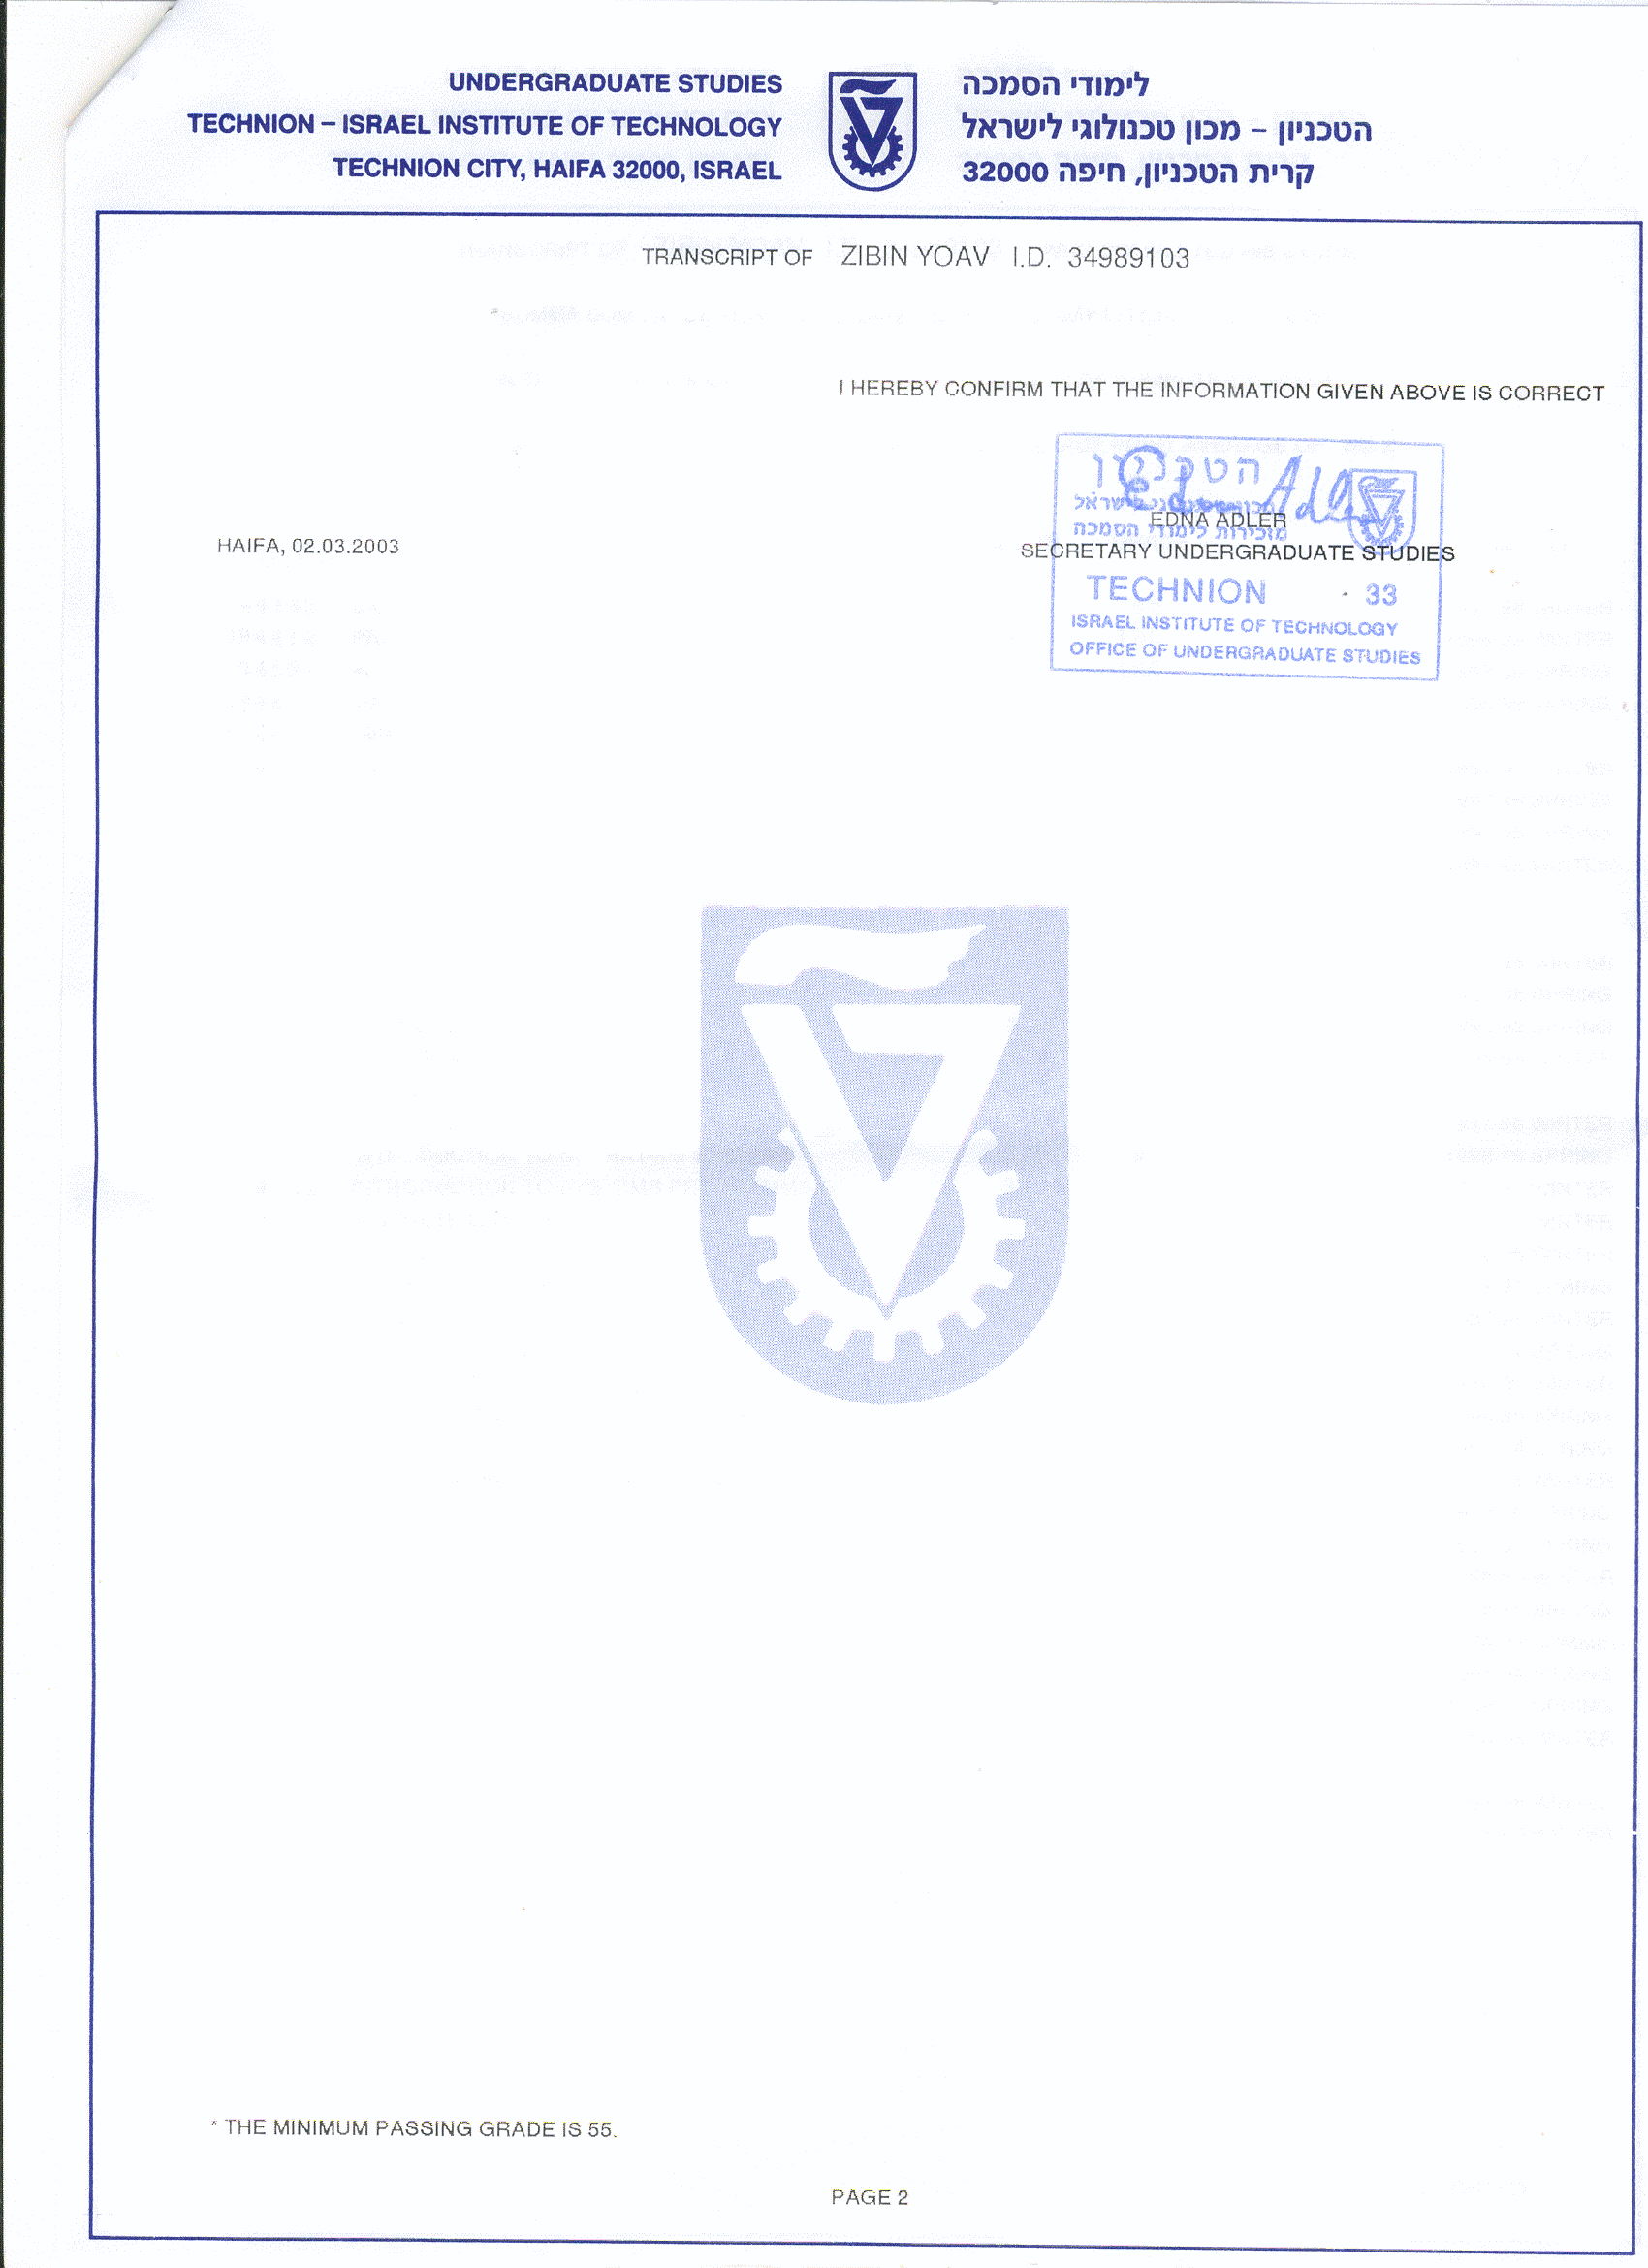 UNDERGRADUATE STUDIES
TECHNION – ISRAEL INSTITUTE OF TECHNOLOGY
TECHNION CITY, HAIFA 32000, ISRAEL
לימודי הסמכה
הטכניון – מכון טכנולוגי לישראל
קרית הטכניון, חיפה 32000
TRANSCRIPT OF ZIBIN YOAV I.D. 34989103
I HEREBY CONFIRM THAT THE INFORMATION GIVEN ABOVE IS CORRECT
הטכניון
מכון טכנולוגי לישראל
מזכירות לימודי הסמכה
EDNA ADLER
HAIFA, 02.03.2003
SECRETARY UNDERGRADUATE STUDIES
TECHNION - 33
ISRAEL INSTITUTE OF TECHNOLOGY
OFFICE OF UNDERGRADUATE STUDIES
* THE MINIMUM PASSING GRADE IS 55.
PAGE 2